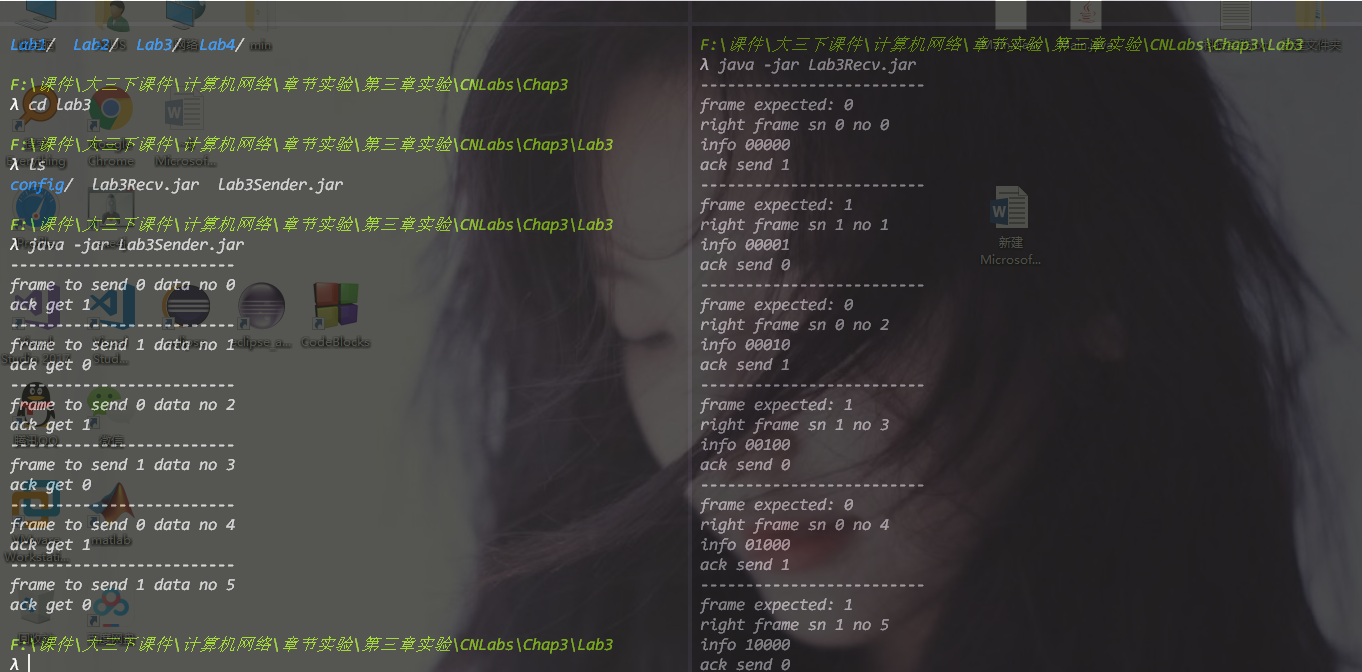 Lab1/  Lab2/  Lab3/  Lab4/
min
F:\课件\大三下课件\计算机网络\章节实验\第三章实验\CNLabs\Chap3
λ cd Lab3
F:\课件\大三下课件\计算机网络\章节实验\第三章实验\CNLabs\Chap3\Lab3
λ ls
config/  Lab3Recv.jar  Lab3Sender.jar
F:\课件\大三下课件\计算机网络\章节实验\第三章实验\CNLabs\Chap3\Lab3
λ java -jar Lab3Sender.jar
-------------------------
frame to send 0 data no 0
ack get 1
-------------------------
frame to send 1 data no 1
ack get 0
-------------------------
frame to send 0 data no 2
ack get 1
-------------------------
frame to send 1 data no 3
ack get 0
-------------------------
frame to send 0 data no 4
ack get 1
-------------------------
frame to send 1 data no 5
ack get 0
F:\课件\大三下课件\计算机网络\章节实验\第三章实验\CNLabs\Chap3\Lab3
λ
Chrome
Microsof...
eclipse_a...
CodeBlocks
Stud...
matlab
Workstati...
F:\课件\大三下课件\计算机网络\章节实验\第三章实验\CNLabs\Chap3\Lab3
λ java -jar Lab3Recv.jar
-------------------------
frame expected: 0
right frame sn 0 no 0
info 00000
ack send 1
-------------------------
frame expected: 1
right frame sn 1 no 1
info 00001
ack send 0
-------------------------
frame expected: 0
right frame sn 0 no 2
info 00010
ack send 1
-------------------------
frame expected: 1
right frame sn 1 no 3
info 00100
ack send 0
-------------------------
frame expected: 0
right frame sn 0 no 4
info 01000
ack send 1
-------------------------
frame expected: 1
right frame sn 1 no 5
info 10000
ack send 0
新建
Microsof...
文件夹